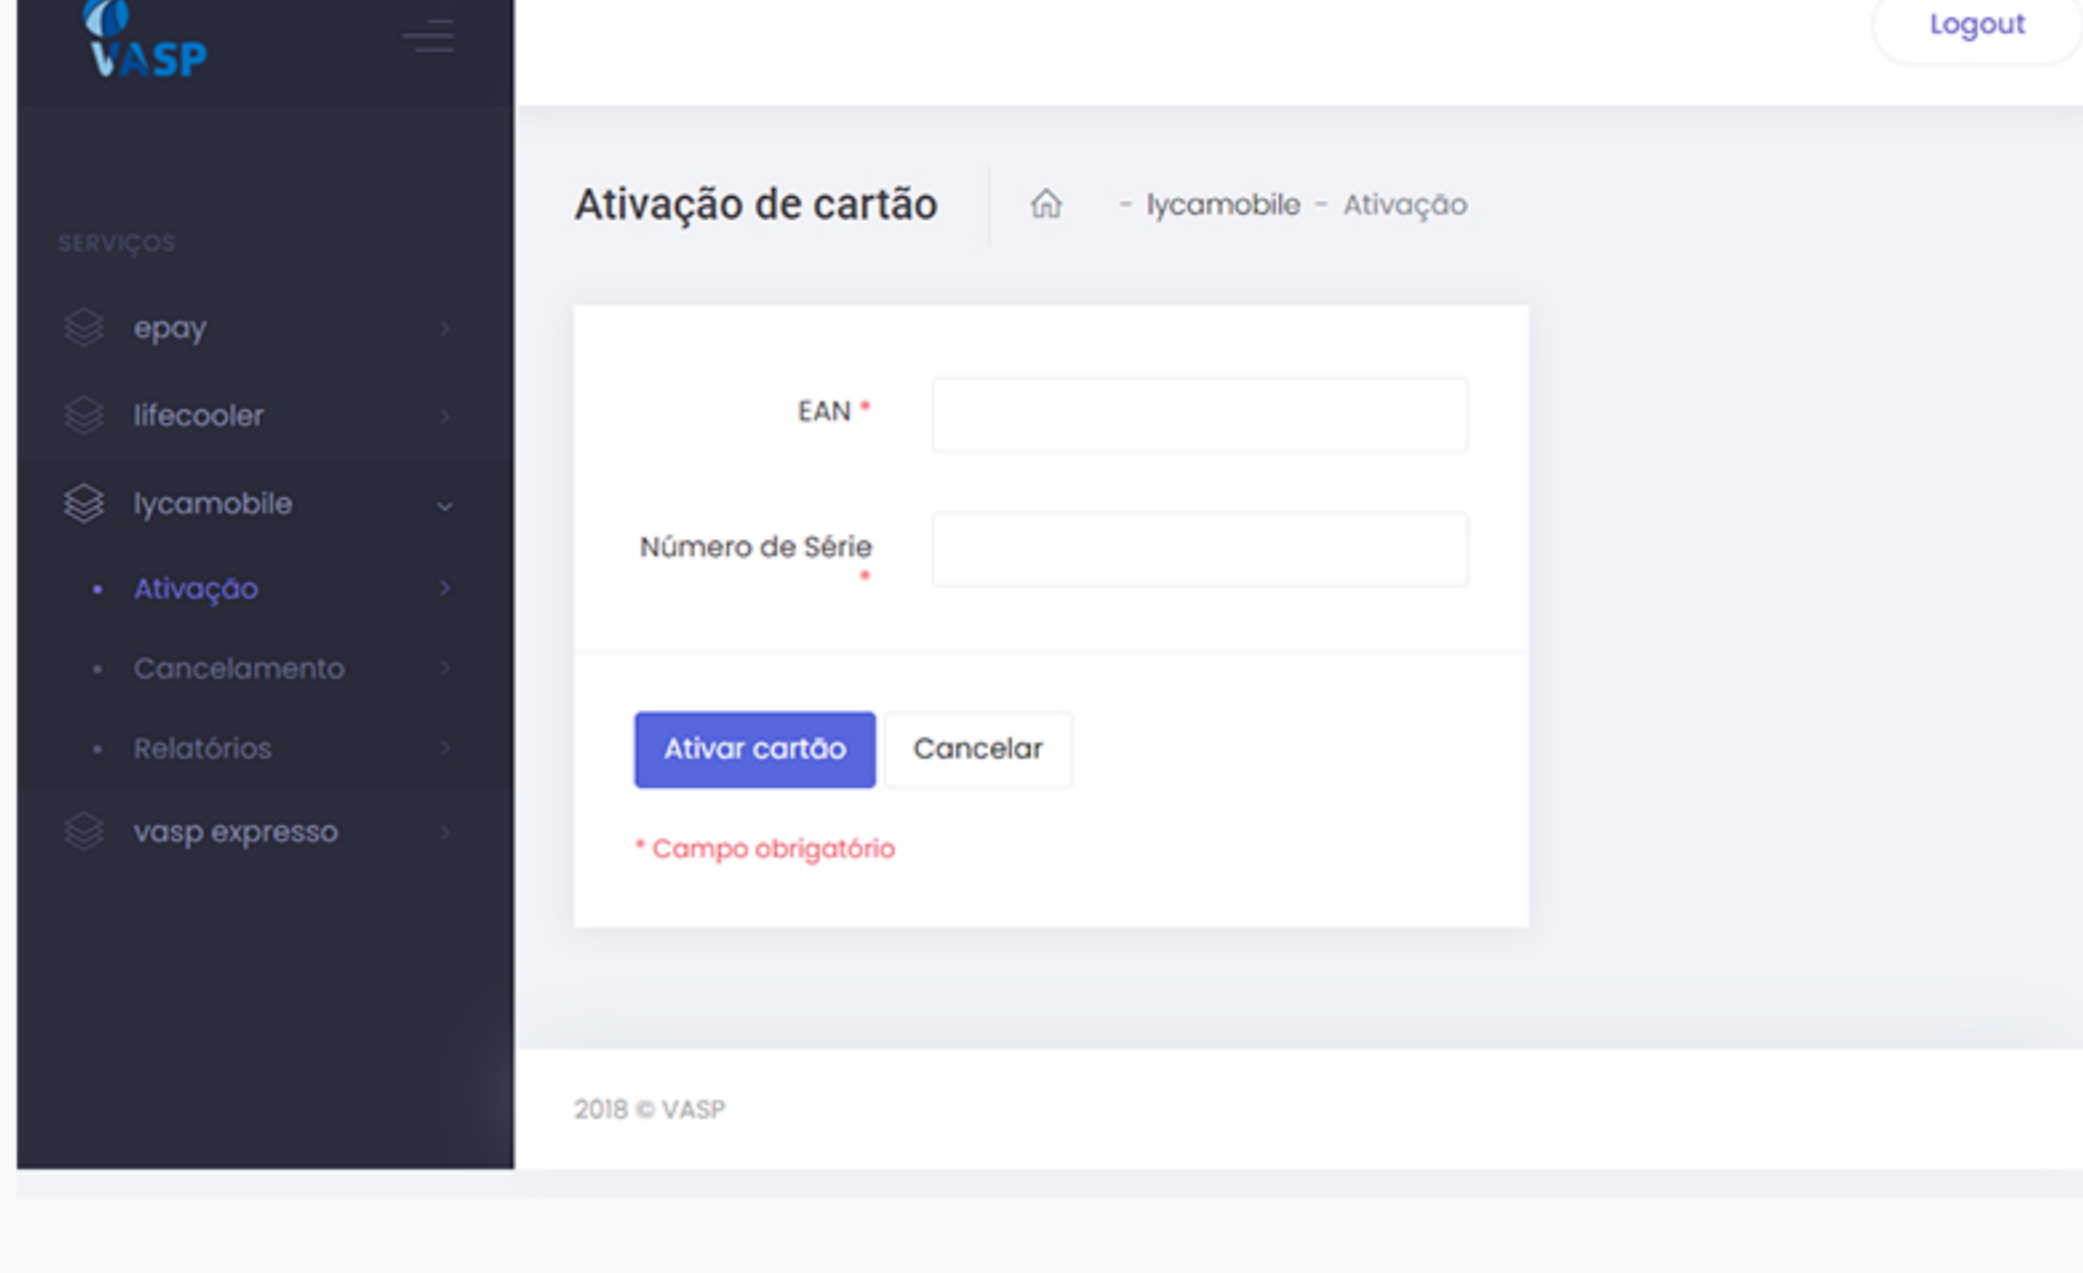 VASP
Logout
Ativação de cartão
- lycamobile - Ativação
SERVIÇOS
epay
lifecooler
lycamobile
Ativação
Cancelamento
Relatórios
vasp expresso
EAN *
Número de Série
*
Ativar cartão
Cancelar
* Campo obrigatório
2018 © VASP